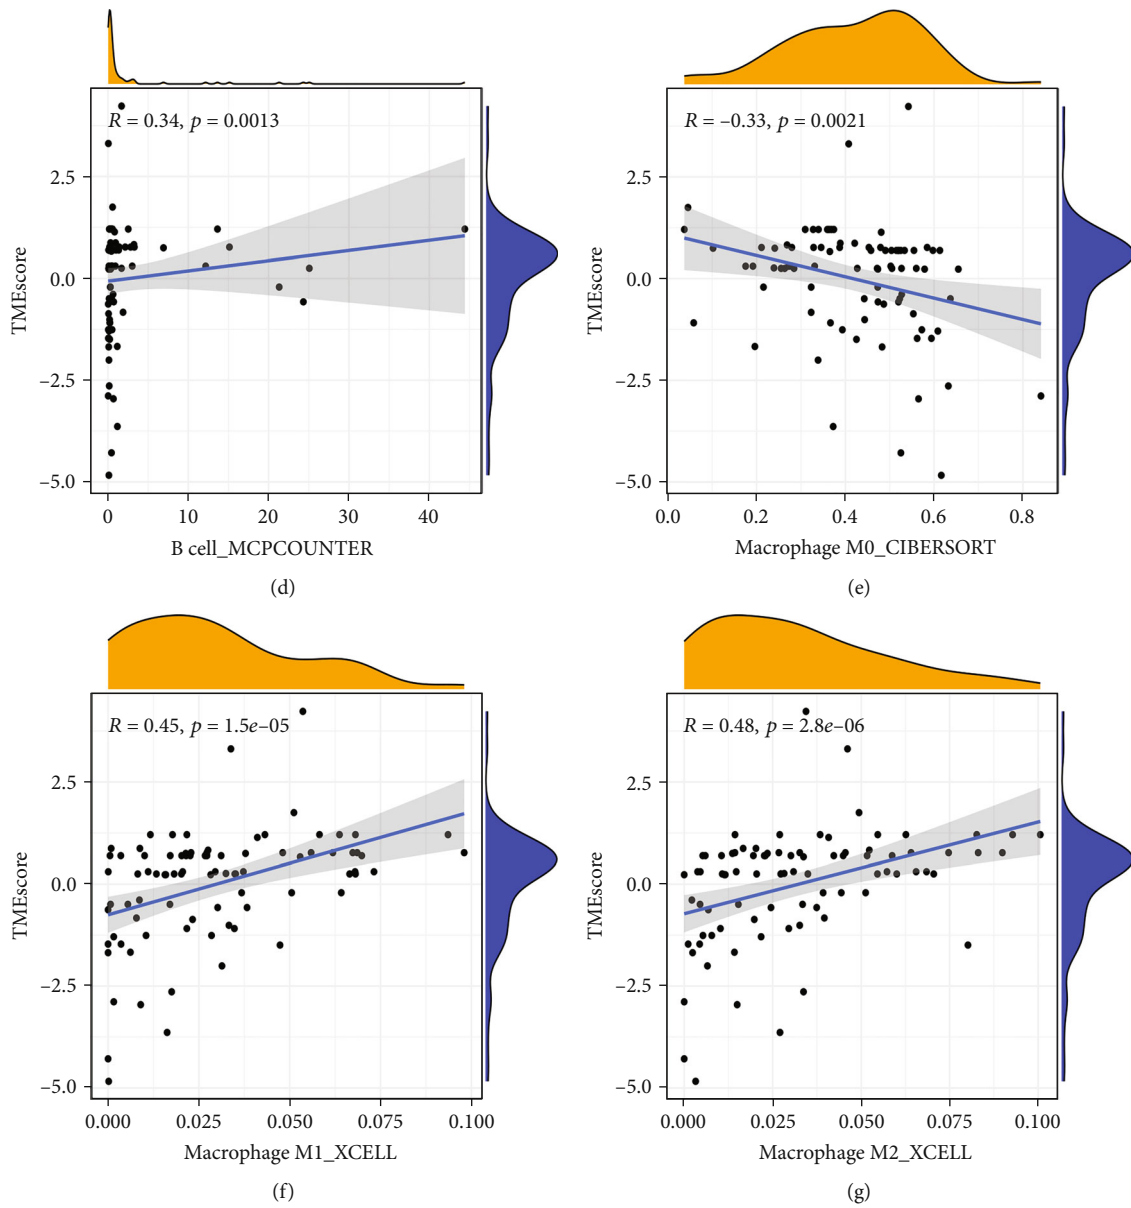 R = 0.34, p = 0.0013
TMEscore
2.5
0.0
−2.5
−5.0
0 10 20 30 40
B cell_MCPCOUNTER
(d)
R = –0.33, p = 0.0021
TMEscore
2.5
0.0
−2.5
−5.0
0.0 0.2 0.4 0.6 0.8
Macrophage M0_CIBERSORT
(e)
R = 0.45, p = 1.5e–05
TMEscore
2.5
0.0
−2.5
−5.0
0.000 0.025 0.050 0.075 0.100
Macrophage M1_XCELL
(f)
R = 0.48, p = 2.8e–06
TMEscore
2.5
0.0
−2.5
−5.0
0.000 0.025 0.050 0.075 0.100
Macrophage M2_XCELL
(g)